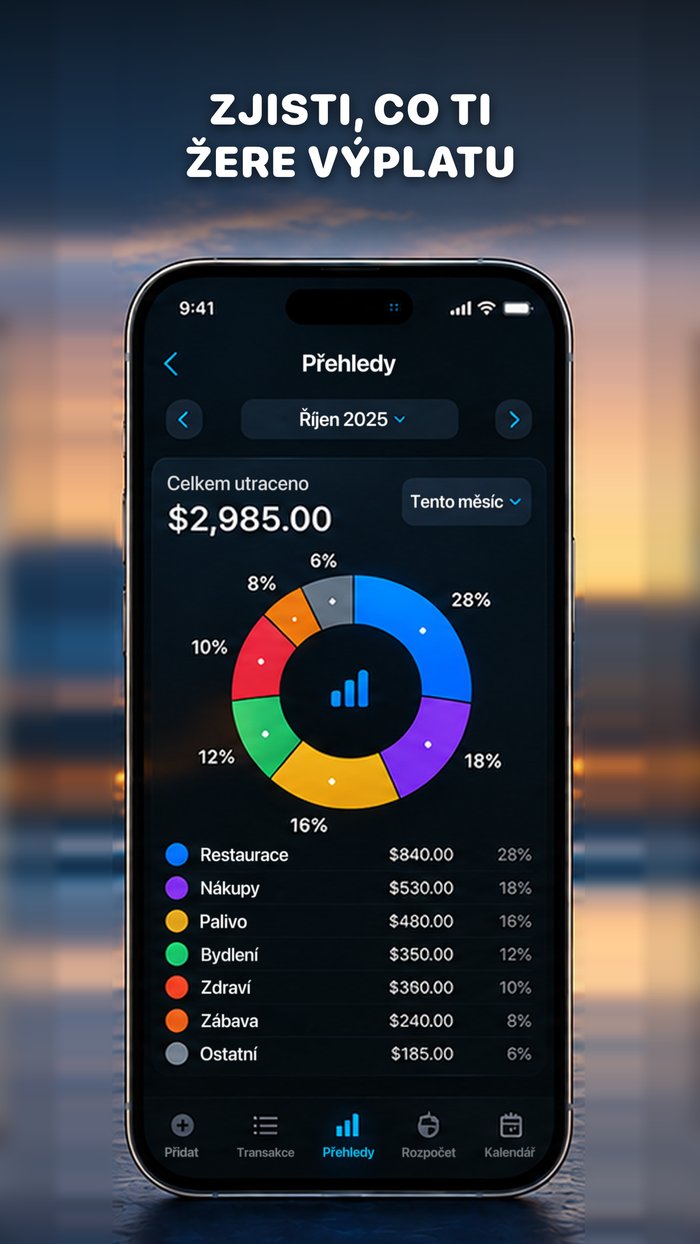 ZJISTI, CO TI
ŽERE VÝPLATU
9:41
Přehledy
Říjen 2025
Celkem utraceno
$2,985.00
Tento měsíc
6%
8%
28%
10%
12%
18%
16%
Restaurace $840.00 28%
Nákupy $530.00 18%
Palivo $480.00 16%
Bydlení $350.00 12%
Zdraví $360.00 10%
Zábava $240.00 8%
Ostatní $185.00 6%
Přidat Transakce Přehledy Rozpočet Kalendář